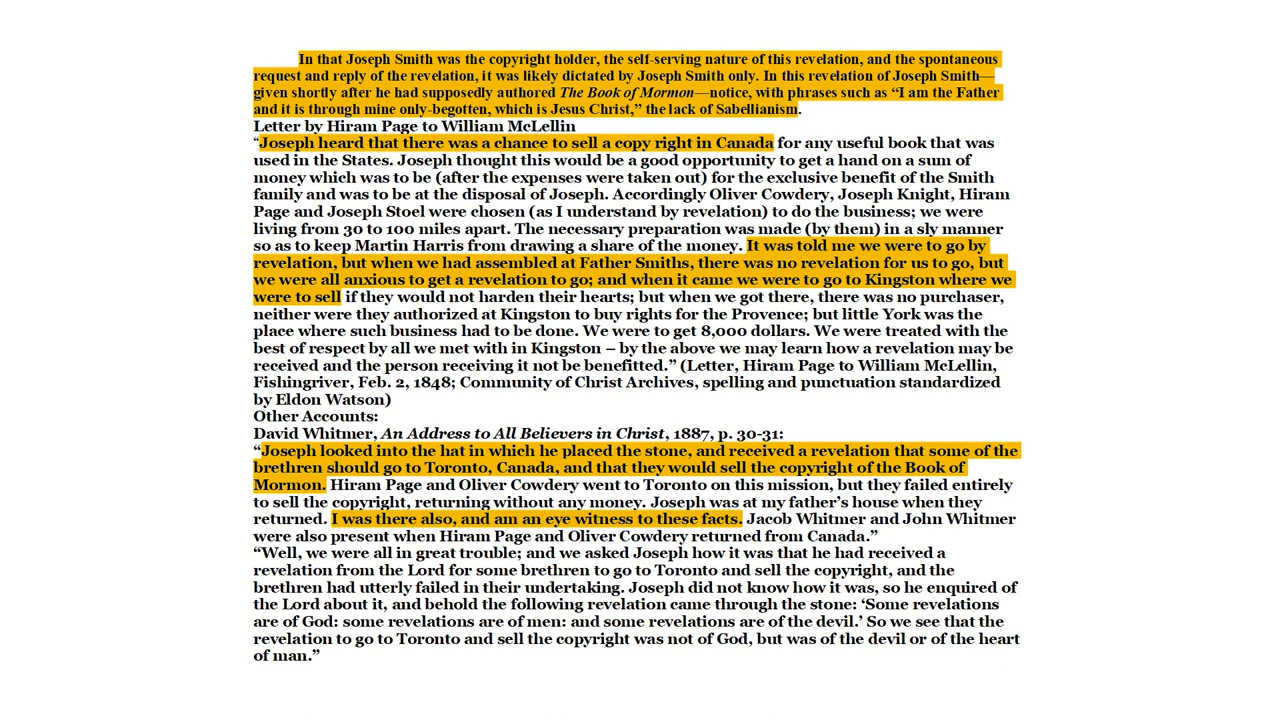 In that Joseph Smith was the copyright holder, the self-serving nature of this revelation, and the spontaneous
request and reply of the revelation, it was likely dictated by Joseph Smith only. In this revelation of Joseph Smith—
given shortly after he had supposedly authored The Book of Mormon—notice, with phrases such as “I am the Father
and it is through mine only-begotten, which is Jesus Christ,” the lack of Sabellianism.
Letter by Hiram Page to William McLellin
“Joseph heard that there was a chance to sell a copy right in Canada for any useful book that was
used in the States. Joseph thought this would be a good opportunity to get a hand on a sum of
money which was to be (after the expenses were taken out) for the exclusive benefit of the Smith
family and was to be at the disposal of Joseph. Accordingly Oliver Cowdery, Joseph Knight, Hiram
Page and Joseph Stoel were chosen (as I understand by revelation) to do the business; we were
living from 30 to 100 miles apart. The necessary preparation was made (by them) in a sly manner
so as to keep Martin Harris from drawing a share of the money. It was told me we were to go by
revelation, but when we had assembled at Father Smiths, there was no revelation for us to go, but
we were all anxious to get a revelation to go; and when it came we were to go to Kingston where we
were to sell if they would not harden their hearts; but when we got there, there was no purchaser,
neither were they authorized at Kingston to buy rights for the Provence; but little York was the
place where such business had to be done. We were to get 8,000 dollars. We were treated with the
best of respect by all we met with in Kingston – by the above we may learn how a revelation may be
received and the person receiving it not be benefitted.” (Letter, Hiram Page to William McLellin,
Fishingriver, Feb. 2, 1848; Community of Christ Archives, spelling and punctuation standardized
by Eldon Watson)
Other Accounts:
David Whitmer, An Address to All Believers in Christ, 1887, p. 30-31:
“Joseph looked into the hat in which he placed the stone, and received a revelation that some of the
brethren should go to Toronto, Canada, and that they would sell the copyright of the Book of
Mormon. Hiram Page and Oliver Cowdery went to Toronto on this mission, but they failed entirely
to sell the copyright, returning without any money. Joseph was at my father’s house when they
returned. I was there also, and am an eye witness to these facts. Jacob Whitmer and John Whitmer
were also present when Hiram Page and Oliver Cowdery returned from Canada.”
“Well, we were all in great trouble; and we asked Joseph how it was that he had received a
revelation from the Lord for some brethren to go to Toronto and sell the copyright, and the
brethren had utterly failed in their undertaking. Joseph did not know how it was, so he enquired of
the Lord about it, and behold the following revelation came through the stone: ‘Some revelations
are of God: some revelations are of men: and some revelations are of the devil.’ So we see that the
revelation to go to Toronto and sell the copyright was not of God, but was of the devil or of the heart
of man.”